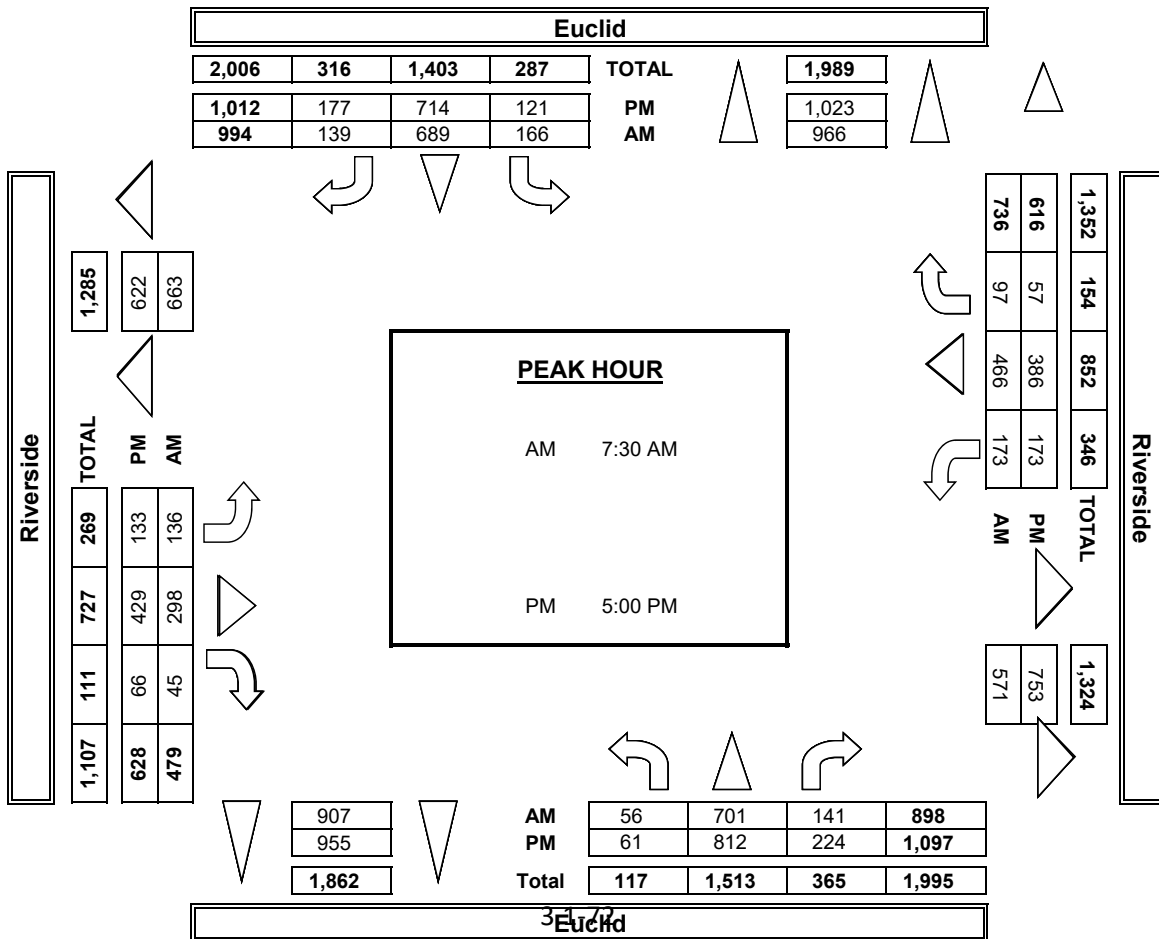 Euclid
2,006 316 1,403 287 TOTAL 1,989
1,012 177 714 121 PM 1,023
994 139 689 166 AM 966
Riverside
1,285 622 663
TOTAL PM AM
269 133 136
727 429 298
111 66 45
1,107 628 479
PEAK HOUR
AM 7:30 AM
PM 5:00 PM
736 616 1,352
97 57 154
466 386 852
173 173 346
AM PM TOTAL
571 753 1,324
Riverside
907 AM 56 701 141 898
955 PM 61 812 224 1,097
1,862 Total 117 1,513 365 1,995
Euclid
3-1-72